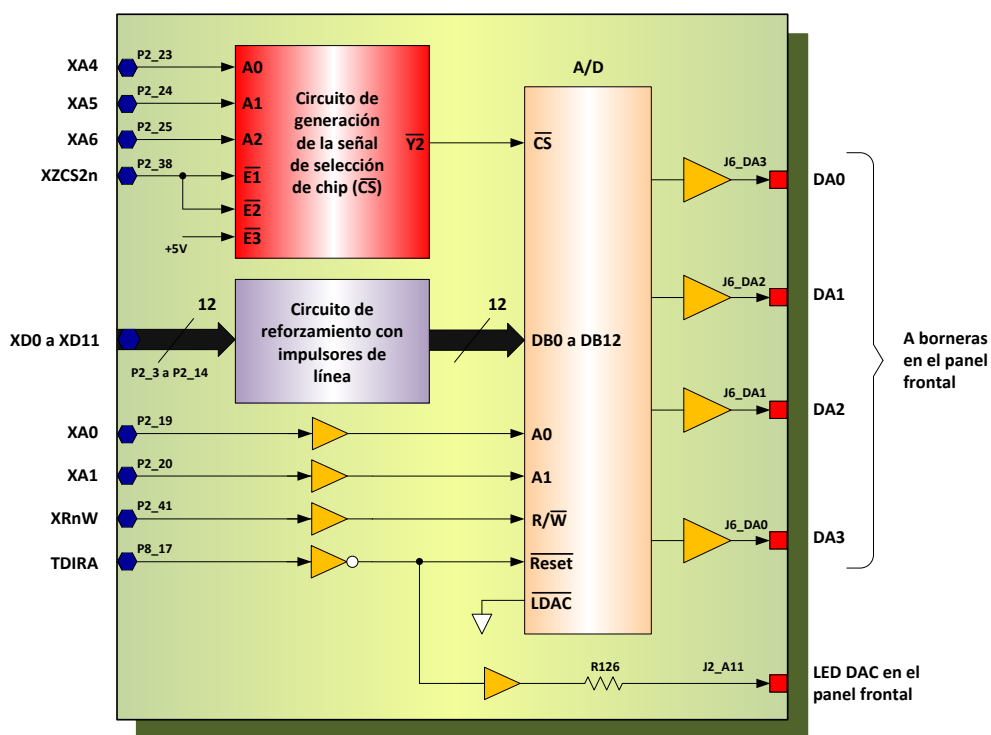 XA4
P2_23
XA5
P2_24
XA6
P2_25
XZCS2n
P2_38
+5V
A0
A1
A2
E1
E2
E3
Circuito de
generación
de la señal
de selección
de chip (CS)
Y2
A/D
CS
XD0 a XD11
12
P2_3 a P2_14
Circuito de
reforzamiento con
impulsores de
línea
12
DB0 a DB12
XA0
P2_19
A0
XA1
P2_20
A1
XRnW
P2_41
R/W
TDIRA
P8_17
Reset
LDAC
J6_DA3
DA0
J6_DA2
DA1
J6_DA1
DA2
J6_DA0
DA3
A borneras
en el panel
frontal
R126
J2_A11
LED DAC en el
panel frontal